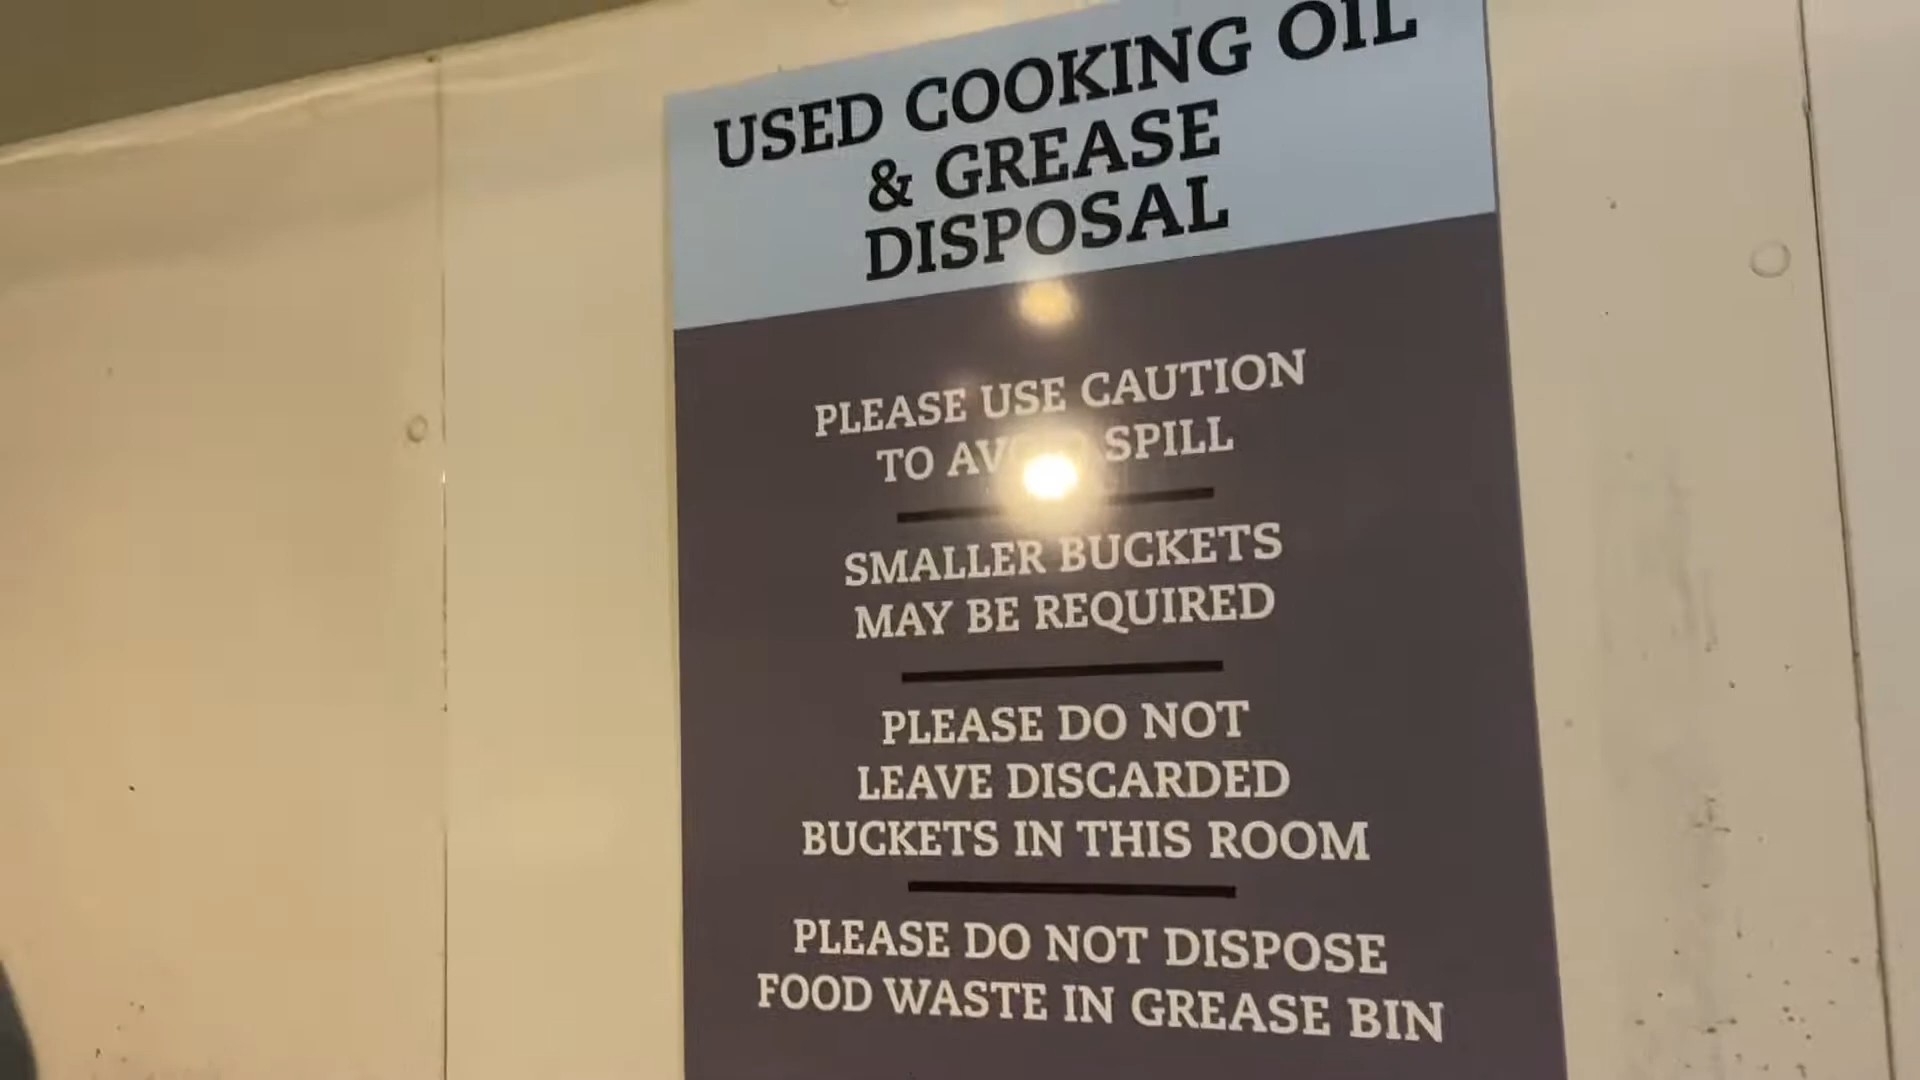 USED COOKING OIL
& GREASE
DISPOSAL
PLEASE USE CAUTION
TO SPILL
SMALLER BUCKETS
MAY BE REQUIRED
PLEASE DO NOT
LEAVE DISCARDED
BUCKETS IN THIS ROOM
PLEASE DO NOT DISPOSE
FOOD WASTE IN GREASE BIN